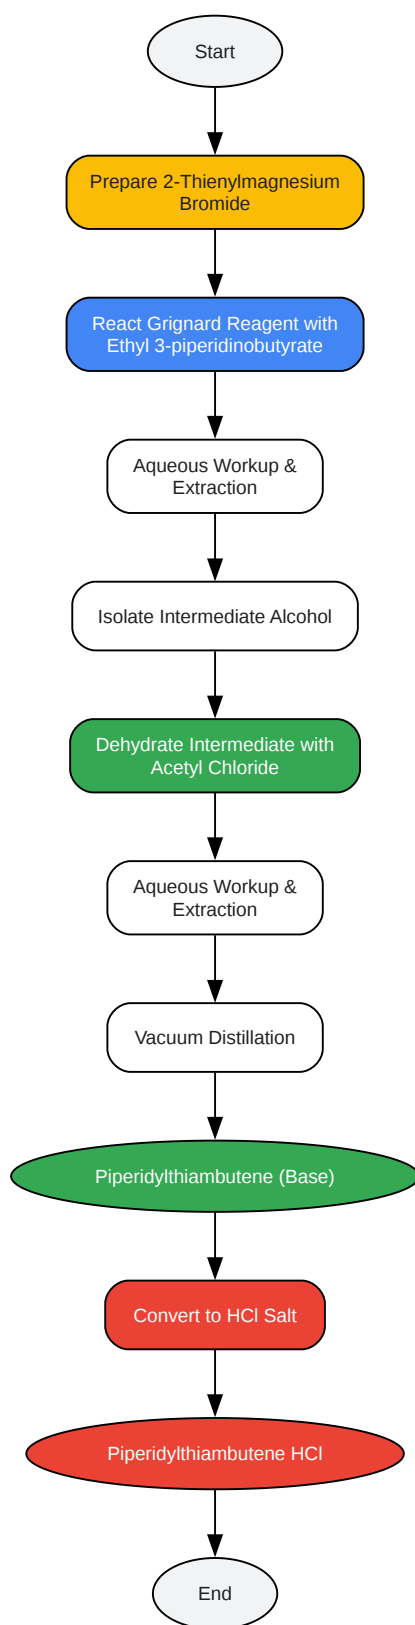 Start
Prepare 2-Thienylmagnesium
Bromide
React Grignard Reagent with
Ethyl 3-piperidinobutyrate
Aqueous Workup &
Extraction
Isolate Intermediate Alcohol
Dehydrate Intermediate with
Acetyl Chloride
Aqueous Workup &
Extraction
Vacuum Distillation
Piperidylthiambutene (Base)
Convert to HCl Salt
Piperidylthiambutene HCl
End